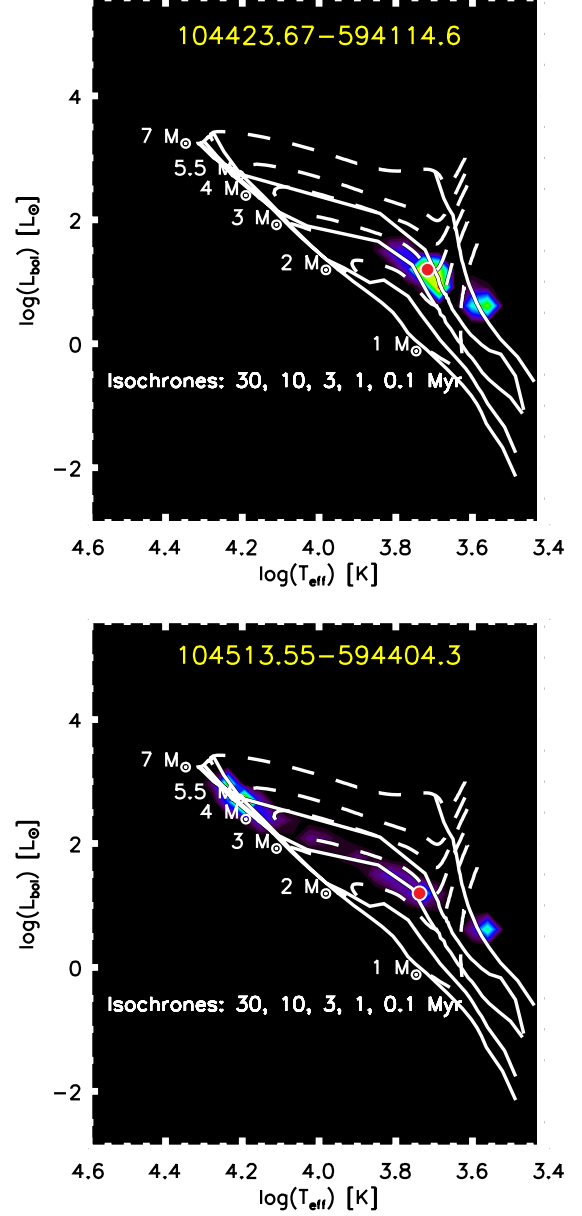 104423.67−594114.6
4
7 M⊙
5.5 M
4 M⊙
2
3 M⊙
2 M⊙
0
1 M⊙
Isochrones: 30, 10, 3, 1, 0.1 Myr
−2
log(Lbol) [L⊙]
4.6 4.4 4.2 4.0 3.8 3.6 3.4
log(Teff) [K]
104513.55−594404.3
4
7 M⊙
5.5 M
4 M⊙
2
3 M⊙
2 M⊙
0
1 M⊙
Isochrones: 30, 10, 3, 1, 0.1 Myr
−2
log(Lbol) [L⊙]
4.6 4.4 4.2 4.0 3.8 3.6 3.4
log(Teff) [K]